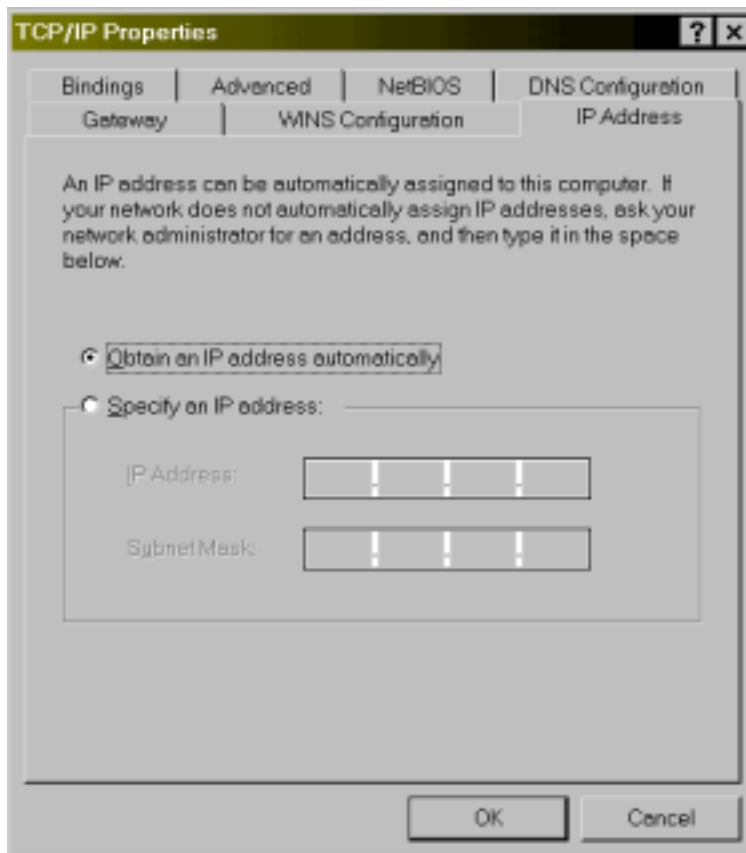 TCP/IP Properties
Bindings Advanced NetBIOS DNS Configuration
Gateway WINS Configuration IP Address
An IP address can be automatically assigned to this computer. If
your network does not automatically assign IP addresses, ask your
network administrator for an address, and then type it in the space
below.
Obtain an IP address automatically
Specify an IP address:
IP Address:
Subnet Mask:
OK Cancel